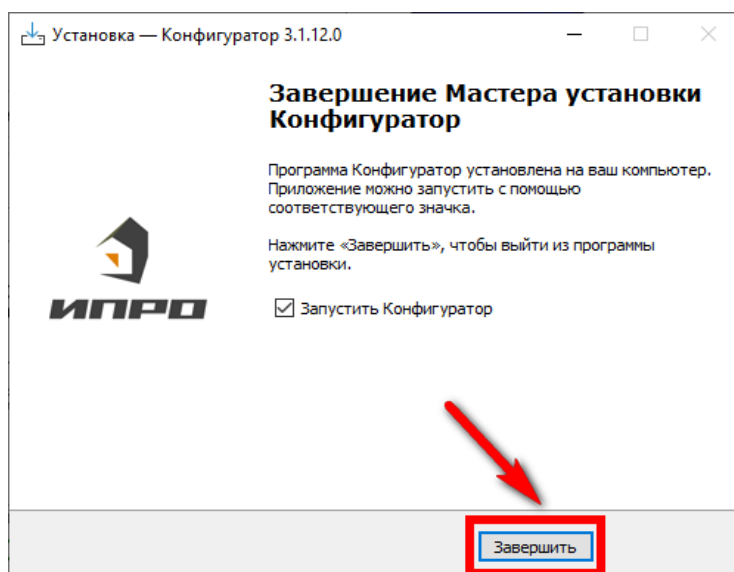 Установка — Конфигуратор 3.1.12.0
Завершение Мастера установки
Конфигуратор
Программа Конфигуратор установлена на ваш компьютер.
Приложение можно запустить с помощью
соответствующего значка.
Нажмите «Завершить», чтобы выйти из программы
установки.
ИПРО
Запустить Конфигуратор
Завершить